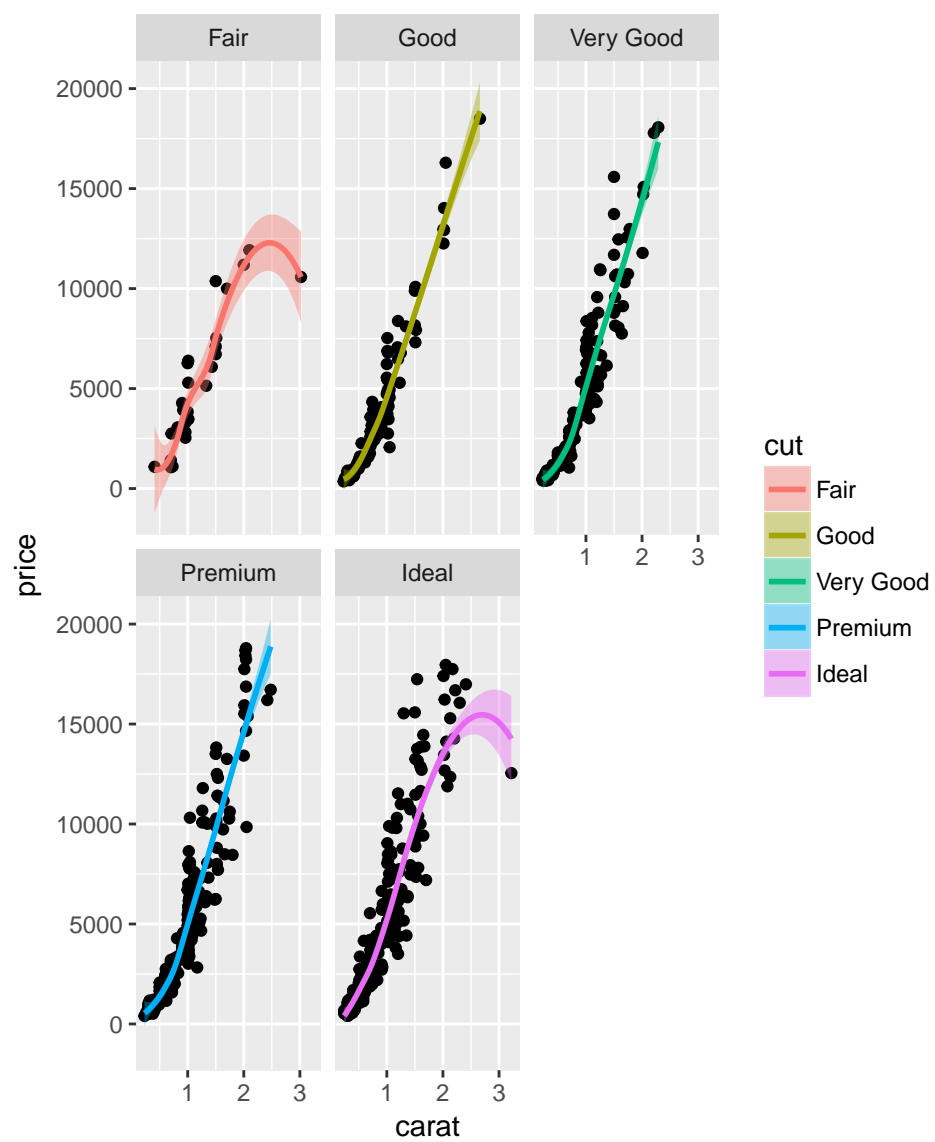 Fair Good Very Good
20000
15000
10000
5000
0
1 2 3
price
Premium Ideal
20000
15000
10000
5000
0
1 2 3 1 2 3
carat
cut
Fair
Good
Very Good
Premium
Ideal